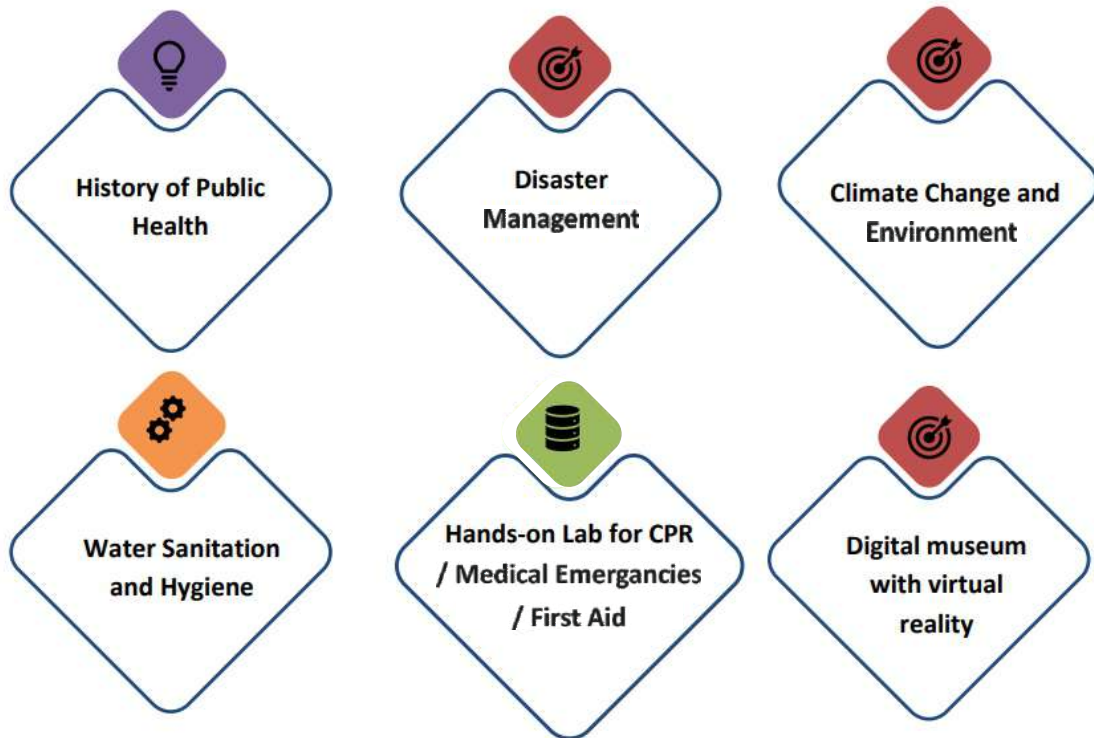 History of Public
Health
Disaster
Management
Climate Change and
Environment
Water Sanitation
and Hygiene
Hands-on Lab for CPR
/ Medical Emergancies
/ First Aid
Digital museum
with virtual
reality